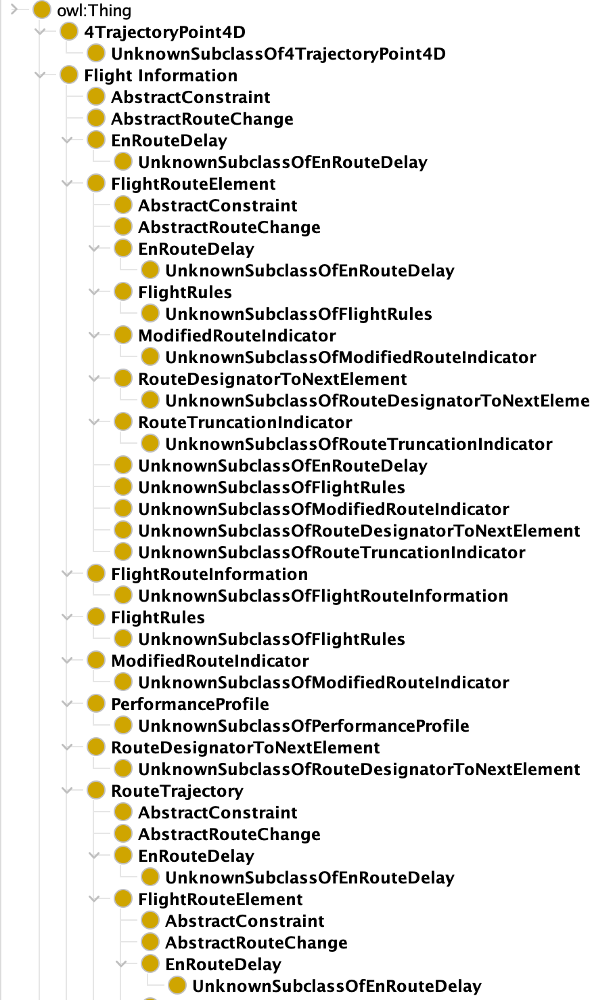 owl:Thing
4TrajectoryPoint4D
UnknownSubclassOf4TrajectoryPoint4D
Flight Information
AbstractConstraint
AbstractRouteChange
EnRouteDelay
UnknownSubclassOfEnRouteDelay
FlightRouteElement
AbstractConstraint
AbstractRouteChange
EnRouteDelay
UnknownSubclassOfEnRouteDelay
FlightRules
UnknownSubclassOfFlightRules
ModifiedRouteIndicator
UnknownSubclassOfModifiedRouteIndicator
RouteDesignatorToNextElement
UnknownSubclassOfRouteDesignatorToNextEleme
RouteTruncationIndicator
UnknownSubclassOfRouteTruncationIndicator
UnknownSubclassOfEnRouteDelay
UnknownSubclassOfFlightRules
UnknownSubclassOfModifiedRouteIndicator
UnknownSubclassOfRouteDesignatorToNextElement
UnknownSubclassOfRouteTruncationIndicator
FlightRouteInformation
UnknownSubclassOfFlightRouteInformation
FlightRules
UnknownSubclassOfFlightRules
ModifiedRouteIndicator
UnknownSubclassOfModifiedRouteIndicator
PerformanceProfile
UnknownSubclassOfPerformanceProfile
RouteDesignatorToNextElement
UnknownSubclassOfRouteDesignatorToNextElement
RouteTrajectory
AbstractConstraint
AbstractRouteChange
EnRouteDelay
UnknownSubclassOfEnRouteDelay
FlightRouteElement
AbstractConstraint
AbstractRouteChange
EnRouteDelay
UnknownSubclassOfEnRouteDelay